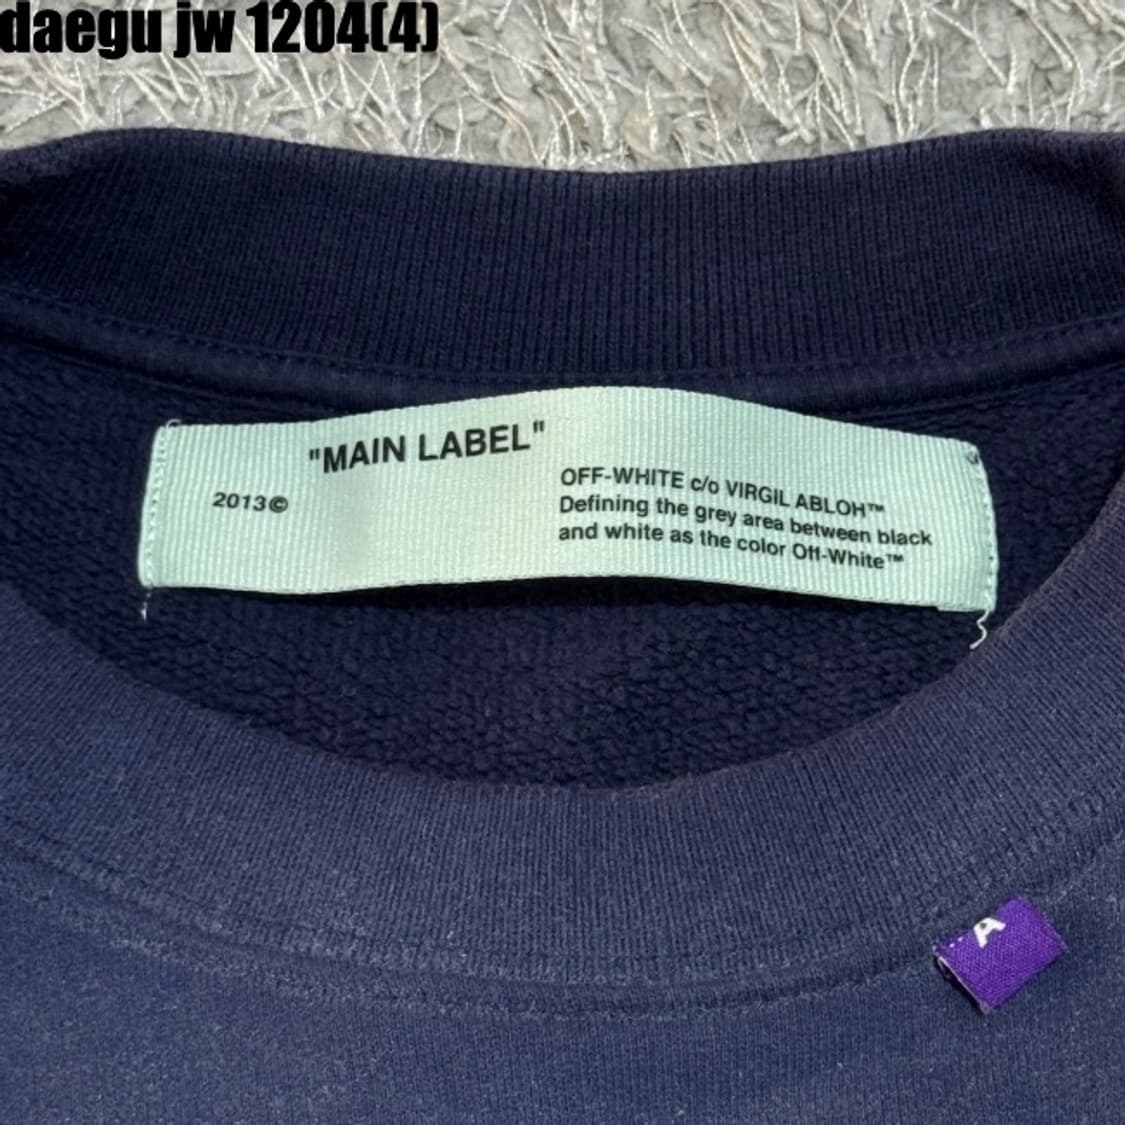 daegu jw 1204(4)
"MAIN LABEL"
2013©
OFF-WHITE c/o VIRGIL ABLOH™
Defining the grey area between black
and white as the color Off-White™
A